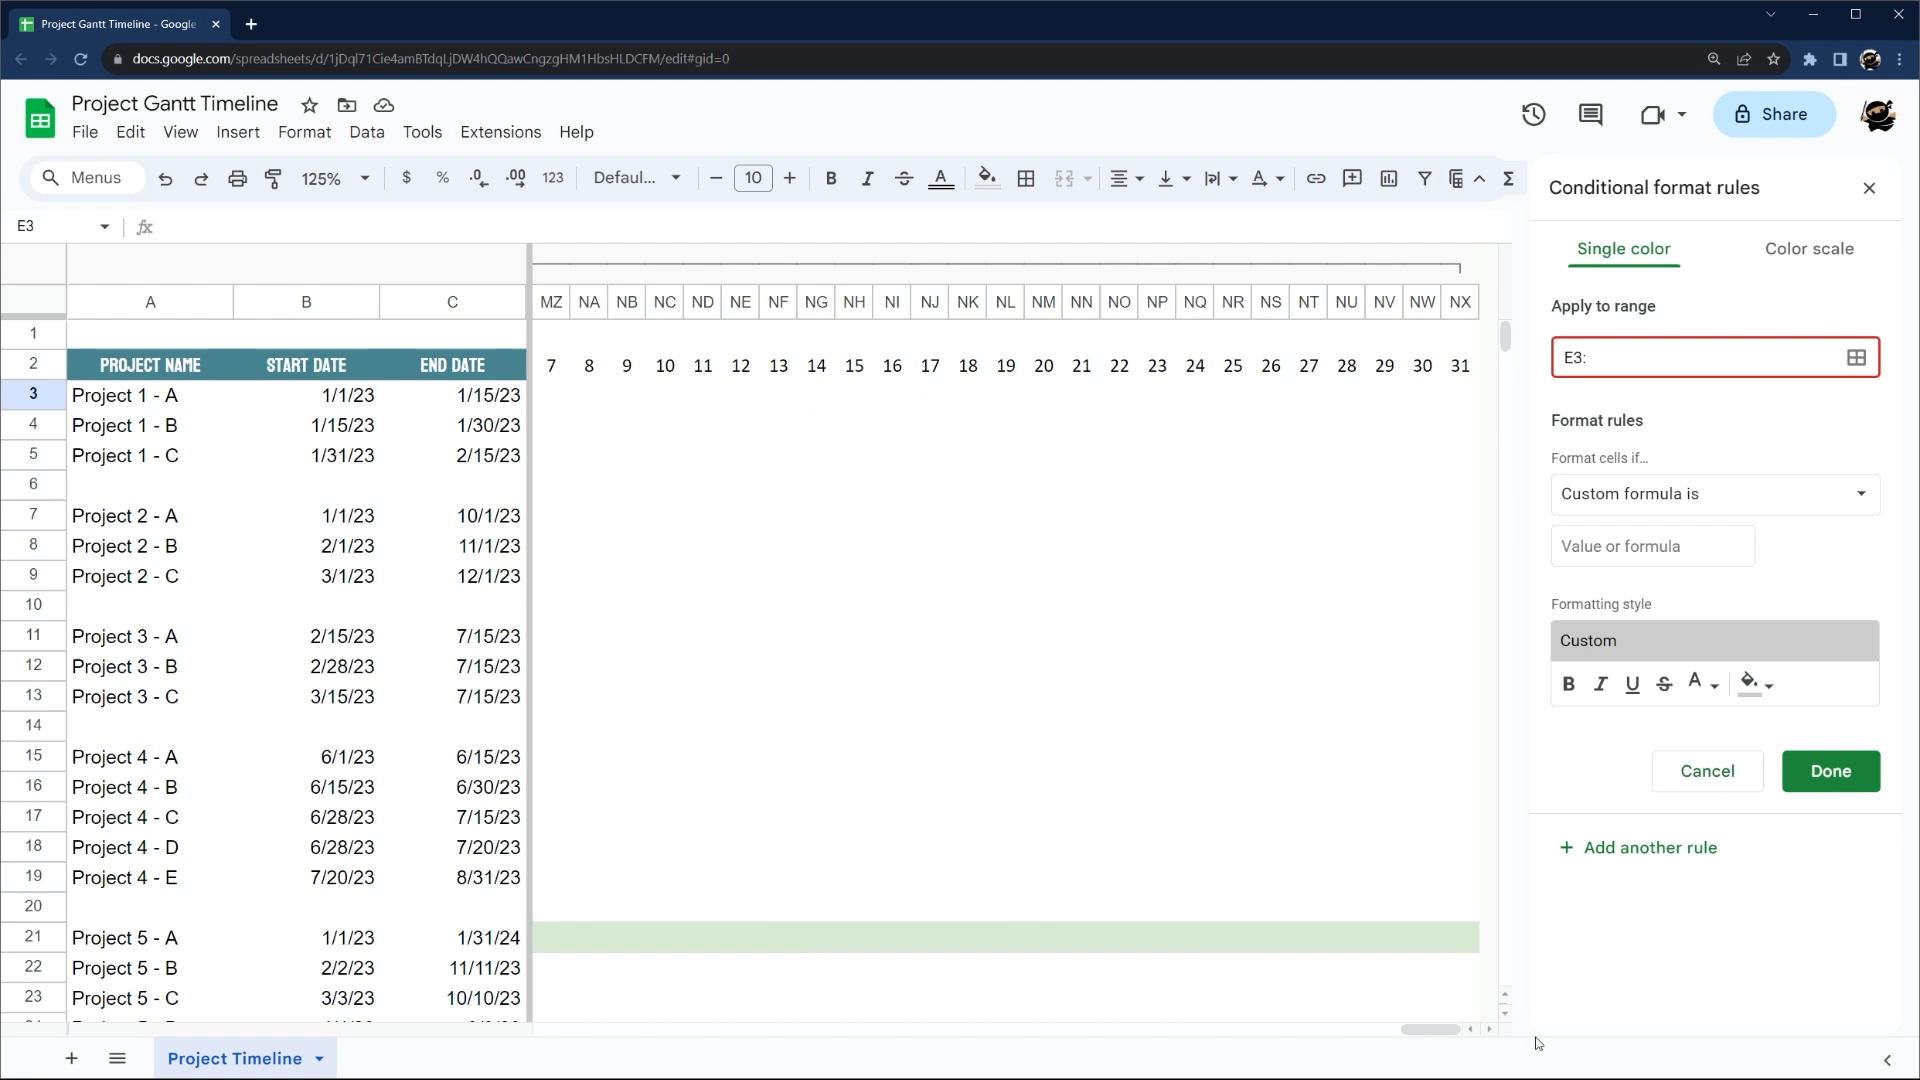 Project Gantt Timeline - Google
docs.google.com/spreadsheets/d/1jDql71Cie4amBTdqLjDW4hQQawCngzgHM1HbsHLDCFM/edit#gid=0
Project Gantt Timeline
File Edit View Insert Format Data Tools Extensions Help
Share
Menus 125% $ % .0 .00 123 Defaul... 10 B I S A Σ
E3 fx
A B C MZ NA NB NC ND NE NF NG NH NI NJ NK NL NM NN NO NP NQ NR NS NT NU NV NW NX
1
2 PROJECT NAME START DATE END DATE 7 8 9 10 11 12 13 14 15 16 17 18 19 20 21 22 23 24 25 26 27 28 29 30 31
3 Project 1 - A 1/1/23 1/15/23
4 Project 1 - B 1/15/23 1/30/23
5 Project 1 - C 1/31/23 2/15/23
6
7 Project 2 - A 1/1/23 10/1/23
8 Project 2 - B 2/1/23 11/1/23
9 Project 2 - C 3/1/23 12/1/23
10
11 Project 3 - A 2/15/23 7/15/23
12 Project 3 - B 2/28/23 7/15/23
13 Project 3 - C 3/15/23 7/15/23
14
15 Project 4 - A 6/1/23 6/15/23
16 Project 4 - B 6/15/23 6/30/23
17 Project 4 - C 6/28/23 7/15/23
18 Project 4 - D 6/28/23 7/20/23
19 Project 4 - E 7/20/23 8/31/23
20
21 Project 5 - A 1/1/23 1/31/24
22 Project 5 - B 2/2/23 11/11/23
23 Project 5 - C 3/3/23 10/10/23
Project Timeline
Conditional format rules
Single color Color scale
Apply to range
E3:
Format rules
Format cells if…
Custom formula is
Value or formula
Formatting style
Custom
B I U S A
Cancel Done
+ Add another rule